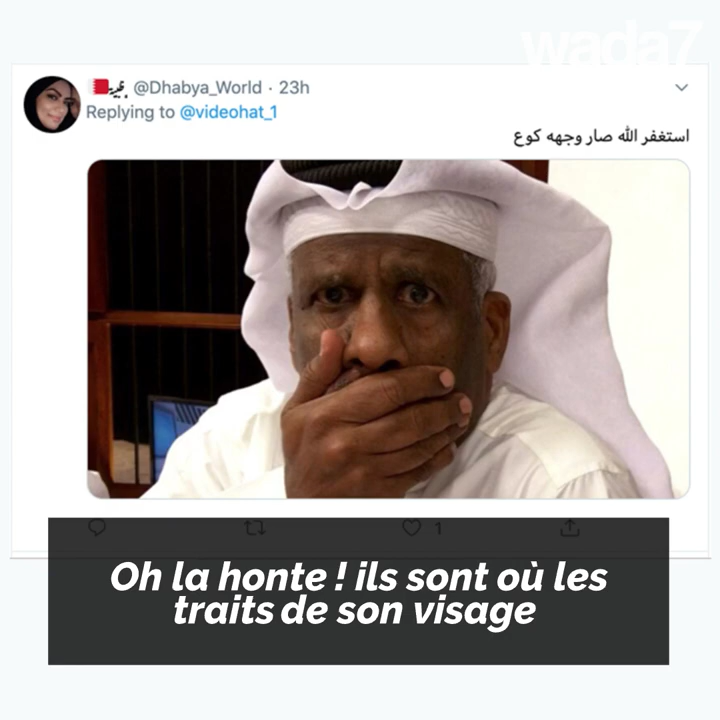 wada7
@Dhabya_World · 23h
Replying to @videohat_1
استغفر الله صار وجهه كوع
1
Oh la honte ! ils sont où les
traits de son visage